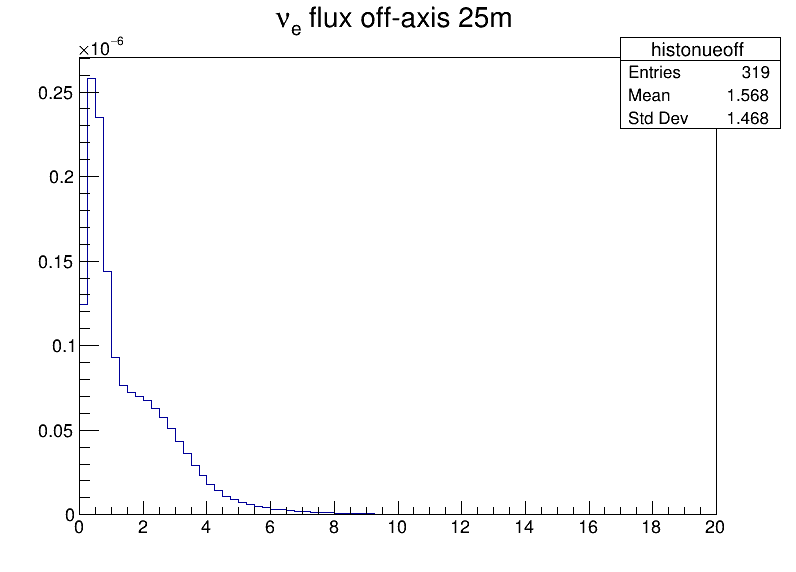 νe flux off-axis 25m
×10−6
histonueoff
Entries 319
Mean 1.568
Std Dev 1.468
0.25
0.2
0.15
0.1
0.05
0
0 2 4 6 8 10 12 14 16 18 20